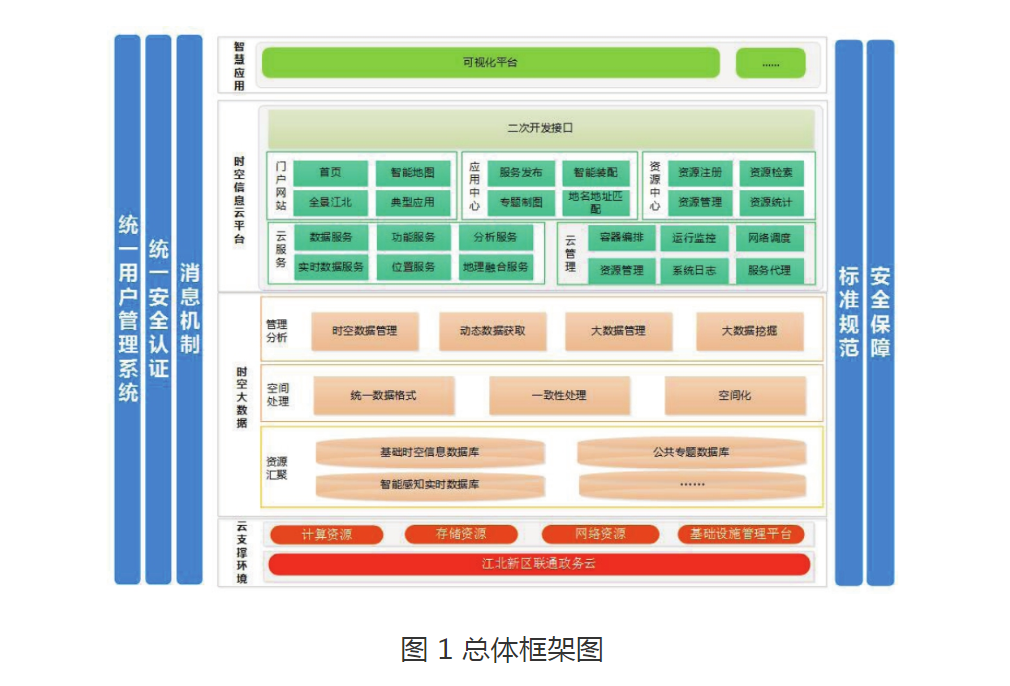 统一用户管理系统
统一安全认证
消息机制
智慧应用
可视化平台
......
时空信息云平台
二次开发接口
门户网站
首页
智能地图
全景江北
典型应用
应用中心
服务发布
智能装配
专题制图
地名地址匹
配
资源中心
资源注册
资源检索
资源管理
资源统计
云服务
数据服务
功能服务
分析服务
实时数据服务
位置服务
地理融合服务
云管理
容器编排
运行监控
网络调度
资源管理
系统日志
服务代理
时空大数据
管理
分析
时空数据管理
动态数据获取
大数据管理
大数据挖掘
空间
处理
统一数据格式
一致性处理
空间化
资源
汇聚
基础时空信息数据库
公共专题数据库
智能感知实时数据库
······
云支撑环境
计算资源
存储资源
网络资源
基础设施管理平台
江北新区联通政务云
标准规范
安全保障
图 1 总体框架图